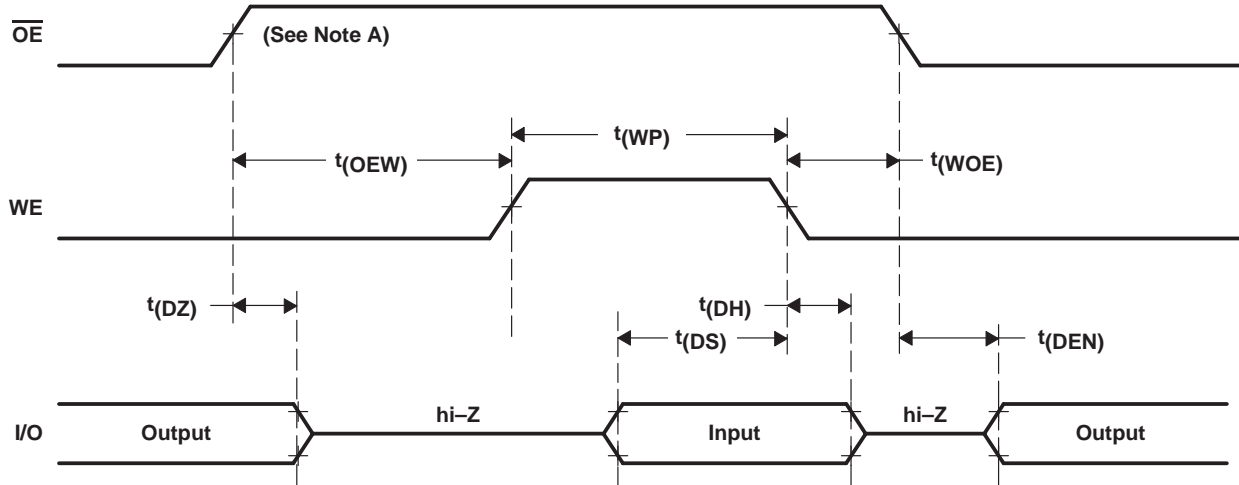 OE
(See Note A)
t(WP)
t(OEW)
t(WOE)
WE
t(DZ)
t(DH)
t(DS)
t(DEN)
I/O
Output
hi–Z
Input
hi–Z
Output